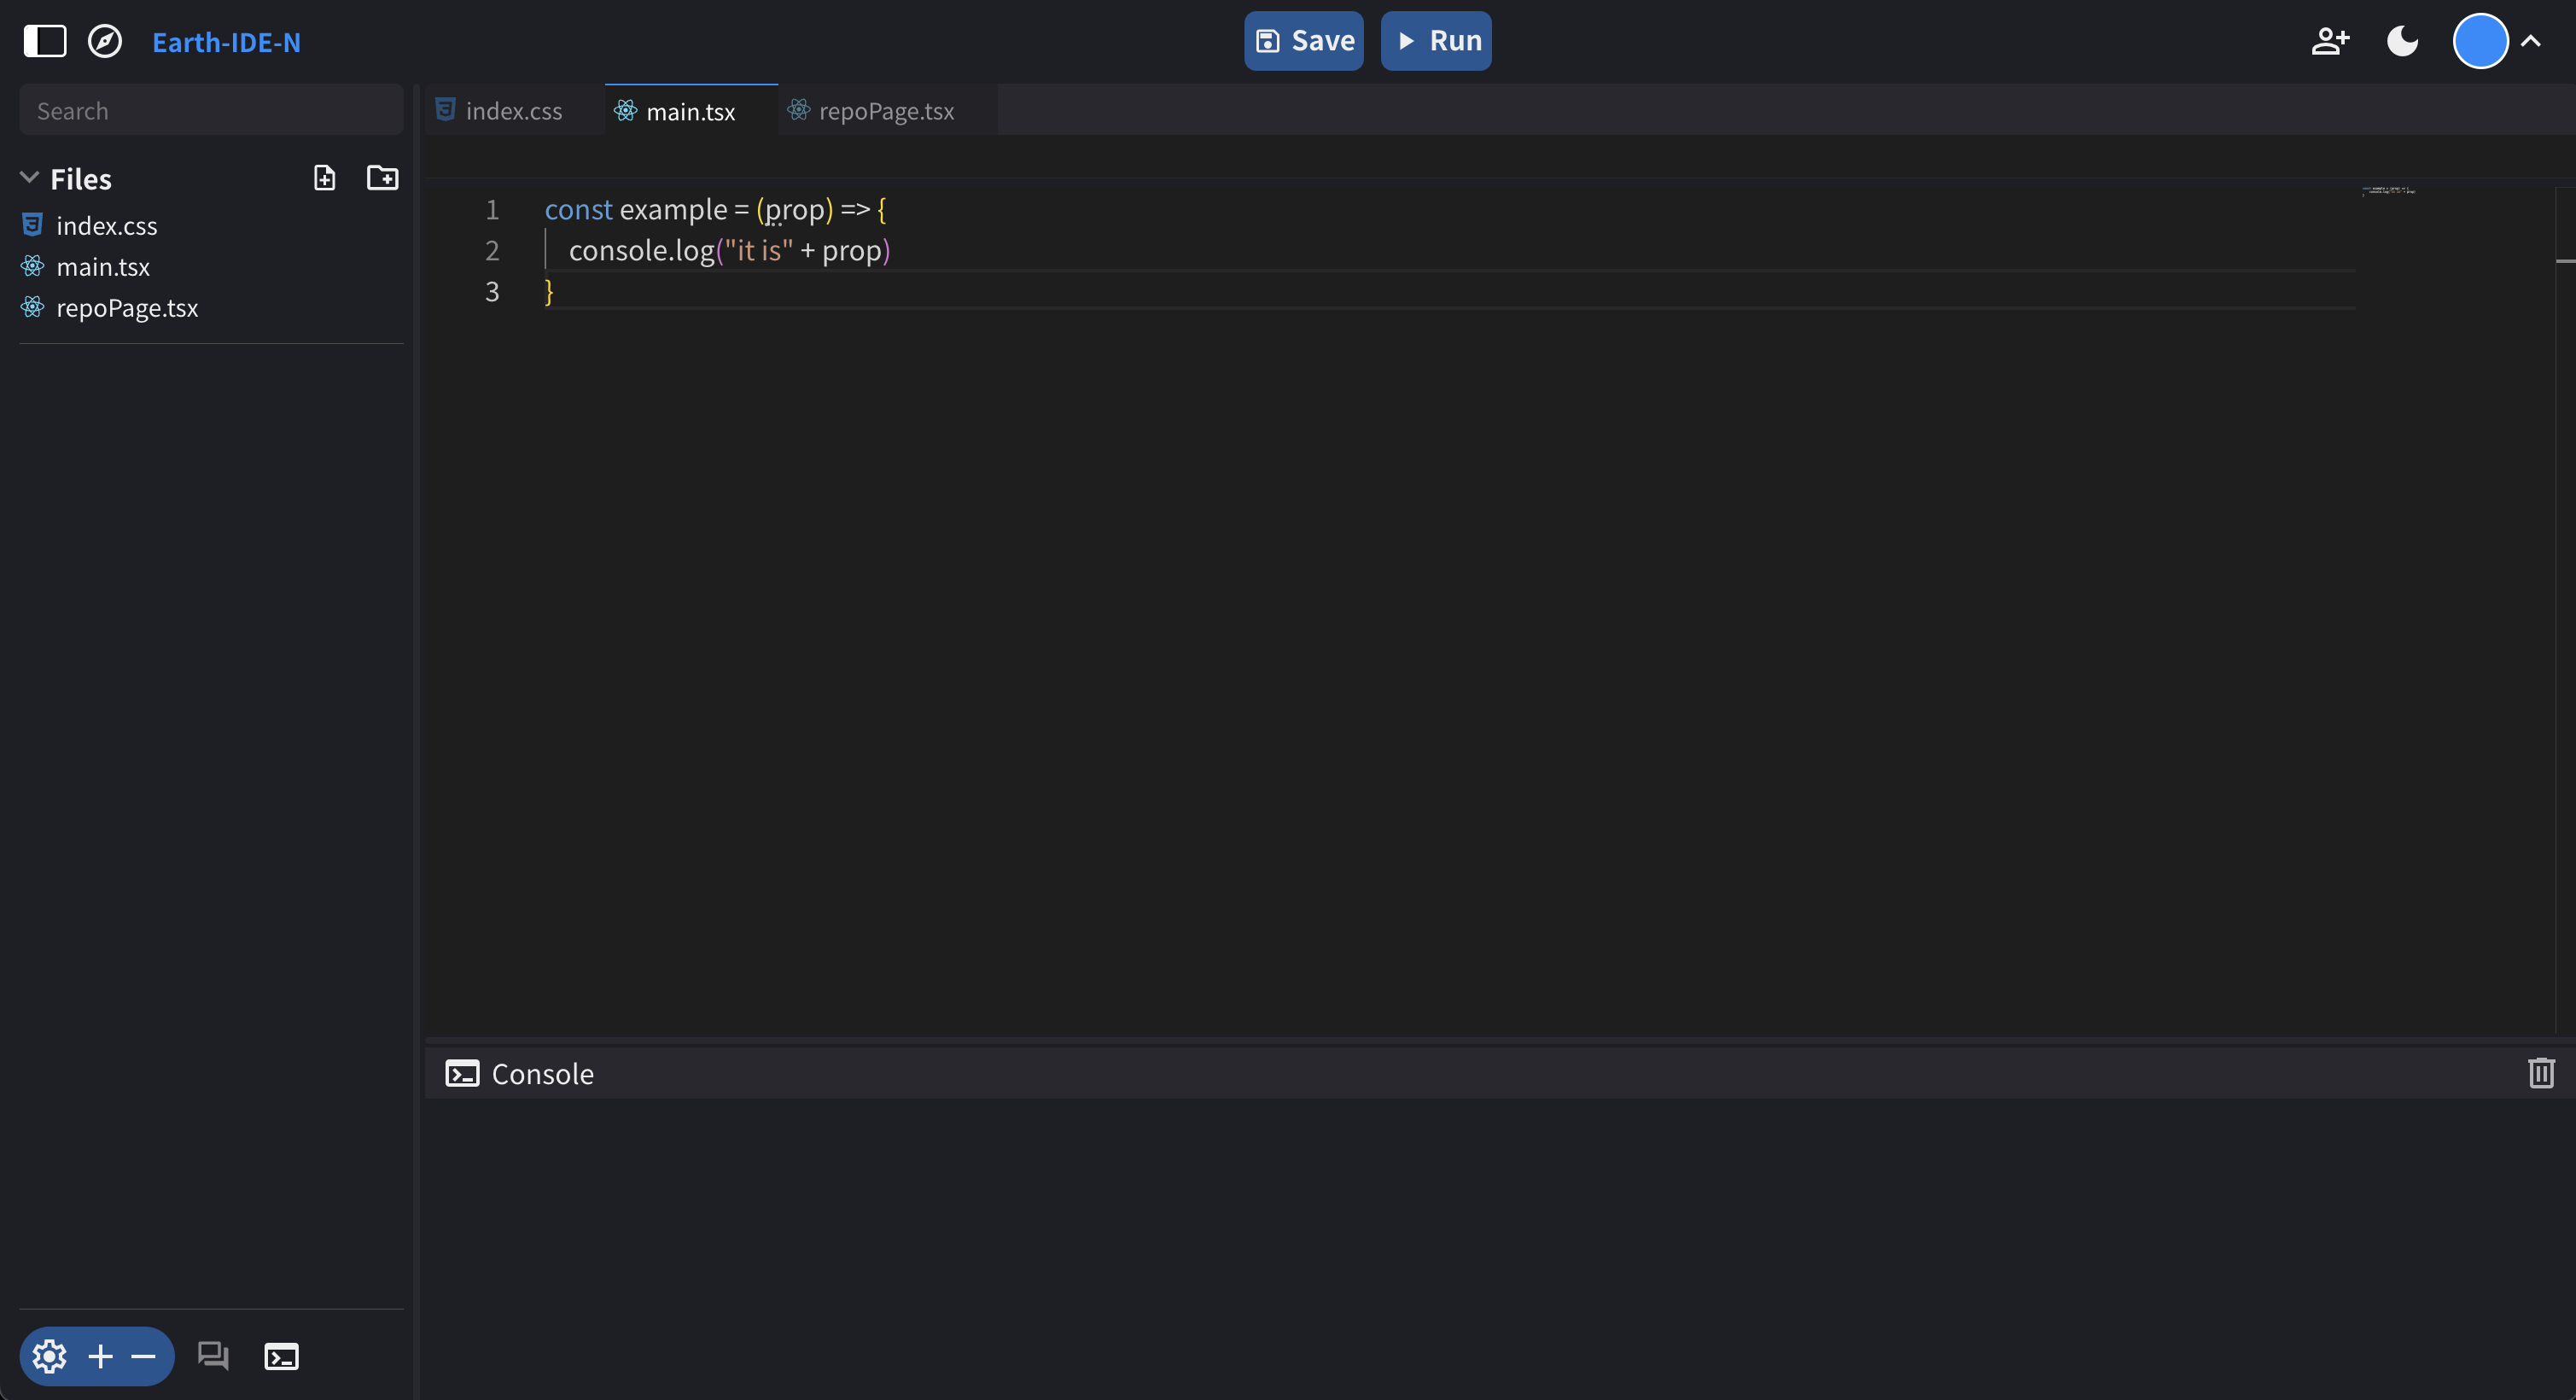 Earth-IDE-N
Save
Run
Search
index.css
main.tsx
repoPage.tsx
Files
index.css
main.tsx
repoPage.tsx
1 const example = (prop) => {
2 console.log("it is" + prop)
3 }
Console